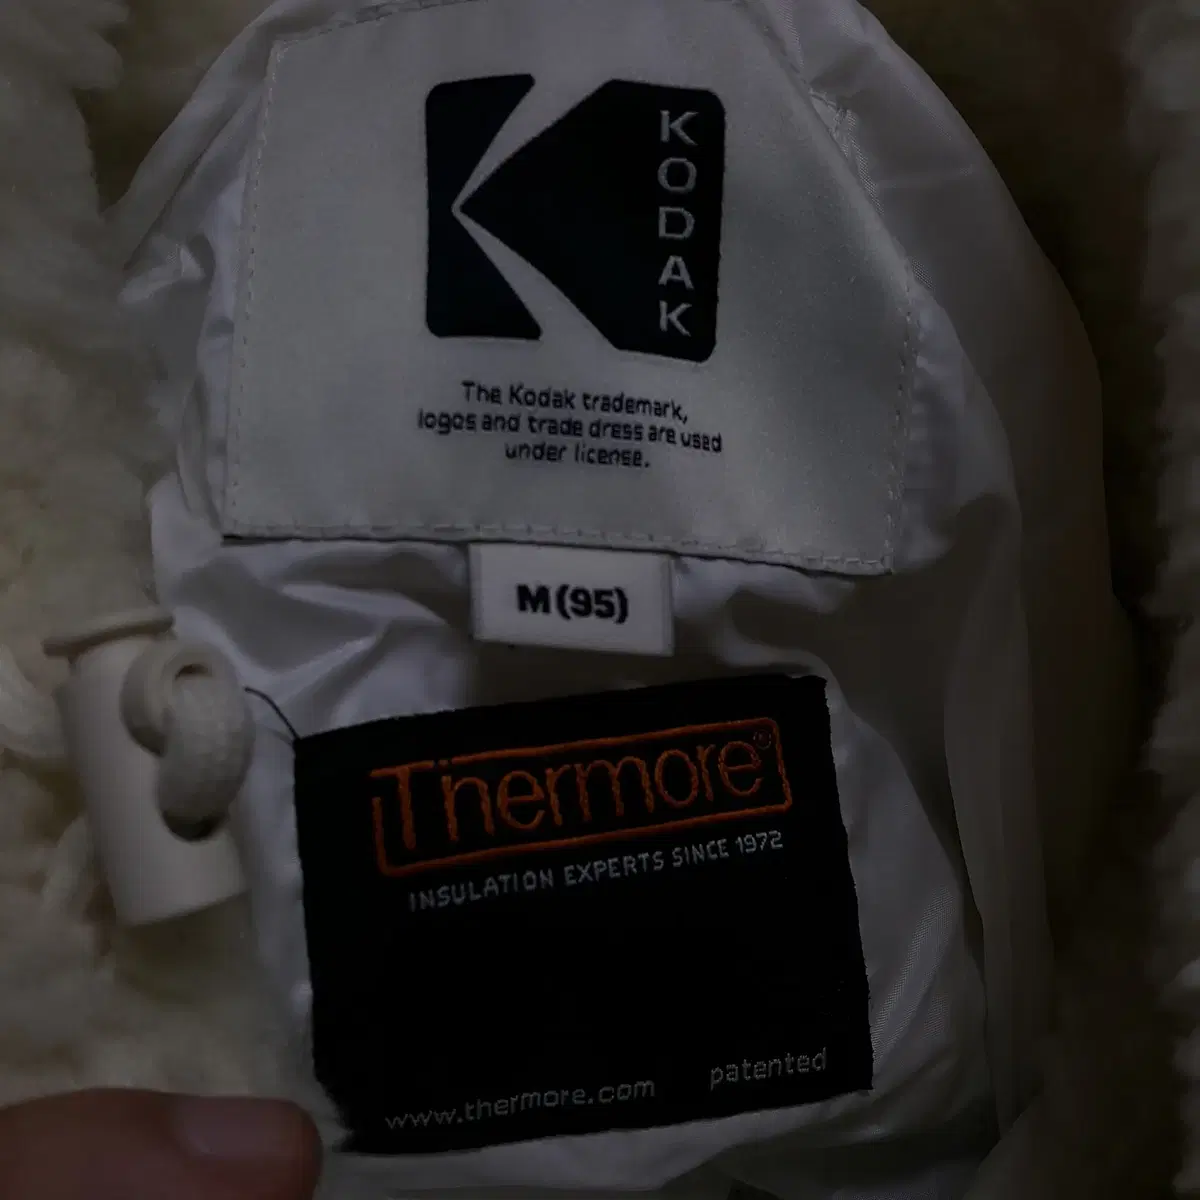 KODAK
The Kodak trademark,
logos and trade dress are used
under license.
M(95)
Thermore®
INSULATION EXPERTS SINCE 1972
www.thermore.com patented